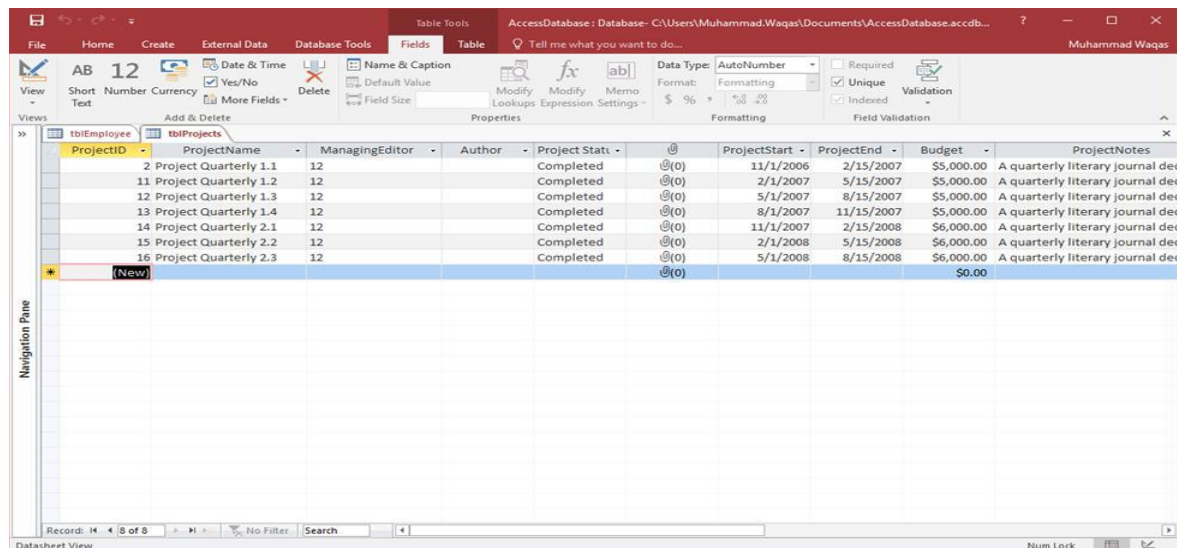 Table Tools AccessDatabase : Database- C:\Users\Muhammad.Waqas\Documents\AccessDatabase.accdb... ?
File Home Create External Data Database Tools Fields Table Tell me what you want to do... Muhammad Waqas
View
Views
AB Short Text
12 Number
Currency
Date & Time
Yes/No
More Fields
Delete
Add & Delete
Name & Caption
Default Value
Field Size
Modify Lookups
fx Modify Expression
ab| Memo Settings
Properties
Data Type: AutoNumber
Format: Formatting
$ % , .00 .00
Formatting
Required
Unique
Indexed
Validation
Field Validation
tblEmployee tblProjects
ProjectID ProjectName ManagingEditor Author Project Statu ProjectStart ProjectEnd Budget ProjectNotes
2 Project Quarterly 1.1 12 Completed (0) 11/1/2006 2/15/2007 $5,000.00 A quarterly literary journal de
11 Project Quarterly 1.2 12 Completed (0) 2/1/2007 5/15/2007 $5,000.00 A quarterly literary journal de
12 Project Quarterly 1.3 12 Completed (0) 5/1/2007 8/15/2007 $5,000.00 A quarterly literary journal de
13 Project Quarterly 1.4 12 Completed (0) 8/1/2007 11/15/2007 $5,000.00 A quarterly literary journal de
14 Project Quarterly 2.1 12 Completed (0) 11/1/2007 2/15/2008 $6,000.00 A quarterly literary journal de
15 Project Quarterly 2.2 12 Completed (0) 2/1/2008 5/15/2008 $6,000.00 A quarterly literary journal de
16 Project Quarterly 2.3 12 Completed (0) 5/1/2008 8/15/2008 $6,000.00 A quarterly literary journal de
(New) (0) $0.00
Navigation Pane
Record: 8 of 8 No Filter Search
Datasheet View Num Lock